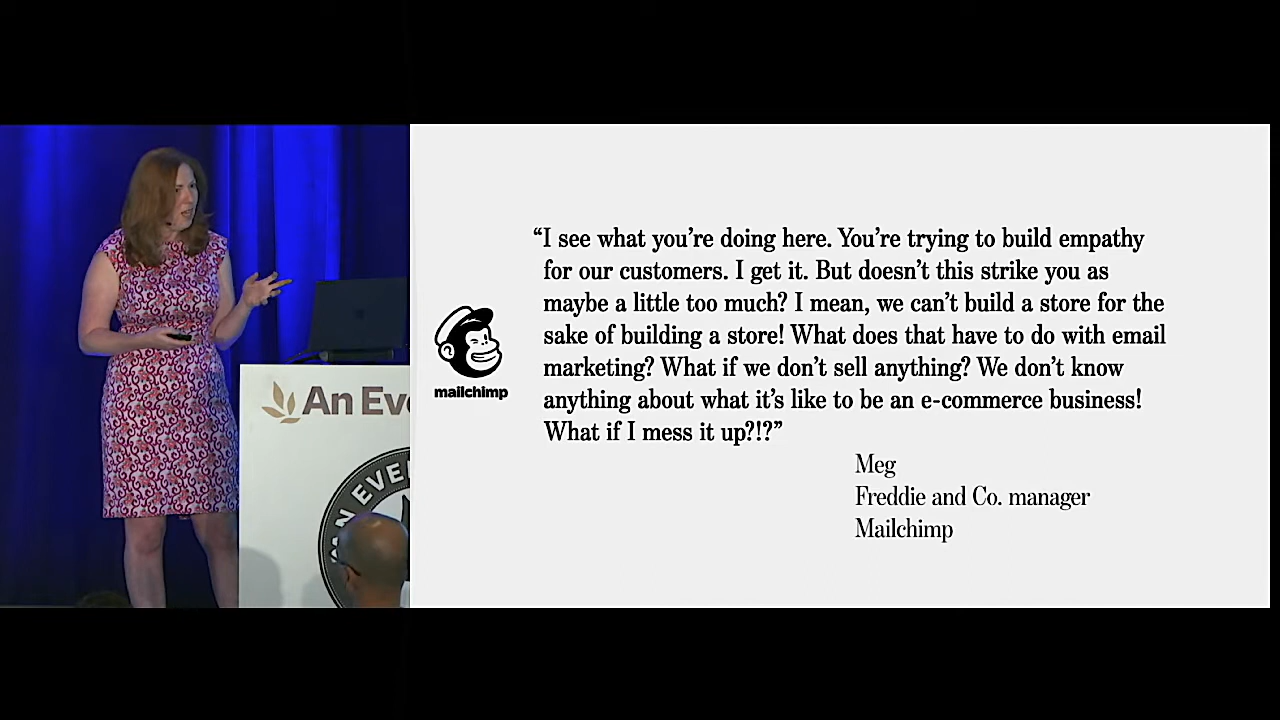 “I see what you’re doing here. You’re trying to build empathy
for our customers. I get it. But doesn’t this strike you as
maybe a little too much? I mean, we can’t build a store for the
sake of building a store! What does that have to do with email
marketing? What if we don’t sell anything? We don’t know
anything about what it’s like to be an e-commerce business!
What if I mess it up?!?”
Meg
Freddie and Co. manager
Mailchimp
mailchimp
An Eve
AN EVE